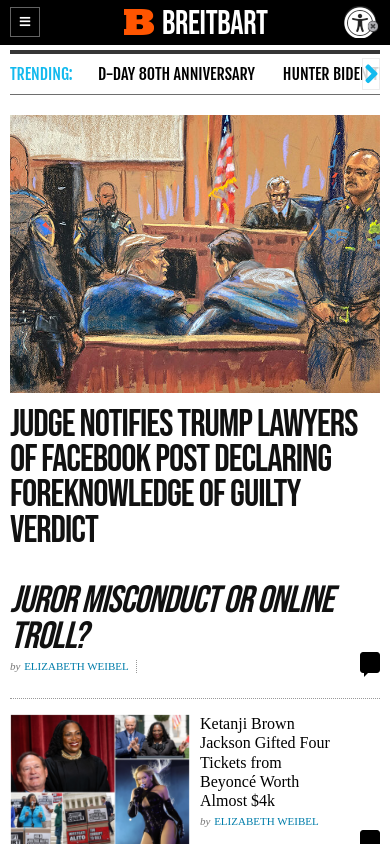 BREITBART
TRENDING: D-DAY 80TH ANNIVERSARY HUNTER BIDEN
JUDGE NOTIFIES TRUMP LAWYERS
OF FACEBOOK POST DECLARING
FOREKNOWLEDGE OF GUILTY
VERDICT
JUROR MISCONDUCT OR ONLINE
TROLL?
by ELIZABETH WEIBEL
Ketanji Brown
Jackson Gifted Four
Tickets from
Beyoncé Worth
Almost $4k
by ELIZABETH WEIBEL